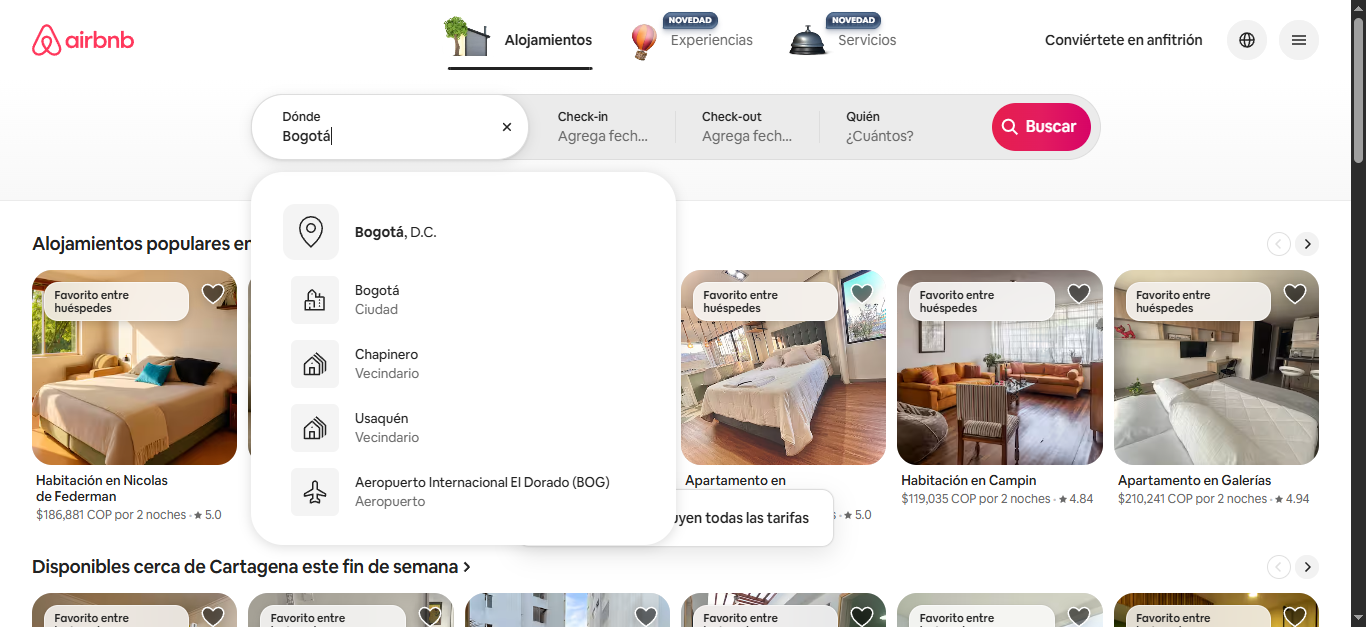 airbnb
Alojamientos
NOVEDAD
Experiencias
NOVEDAD
Servicios
Conviértete en anfitrión
Dónde
Bogotá
Check-in
Agrega fech...
Check-out
Agrega fech...
Quién
¿Cuántos?
Buscar
Bogotá, D.C.
Bogotá
Ciudad
Chapinero
Vecindario
Usaquén
Vecindario
Aeropuerto Internacional El Dorado (BOG)
Aeropuerto
Alojamientos populares en
Favorito entre
huéspedes
Favorito entre
huéspedes
Favorito entre
huéspedes
Favorito entre
huéspedes
Habitación en Nicolas
de Federman
$186,881 COP por 2 noches · ★ 5.0
Apartamento en
· ★ 5.0
Habitación en Campin
$119,035 COP por 2 noches · ★ 4.84
Apartamento en Galerías
$210,241 COP por 2 noches · ★ 4.94
uyen todas las tarifas
Disponibles cerca de Cartagena este fin de semana >
Favorito entre
Favorito entre
Favorito entre
Favorito entre
Favorito entre